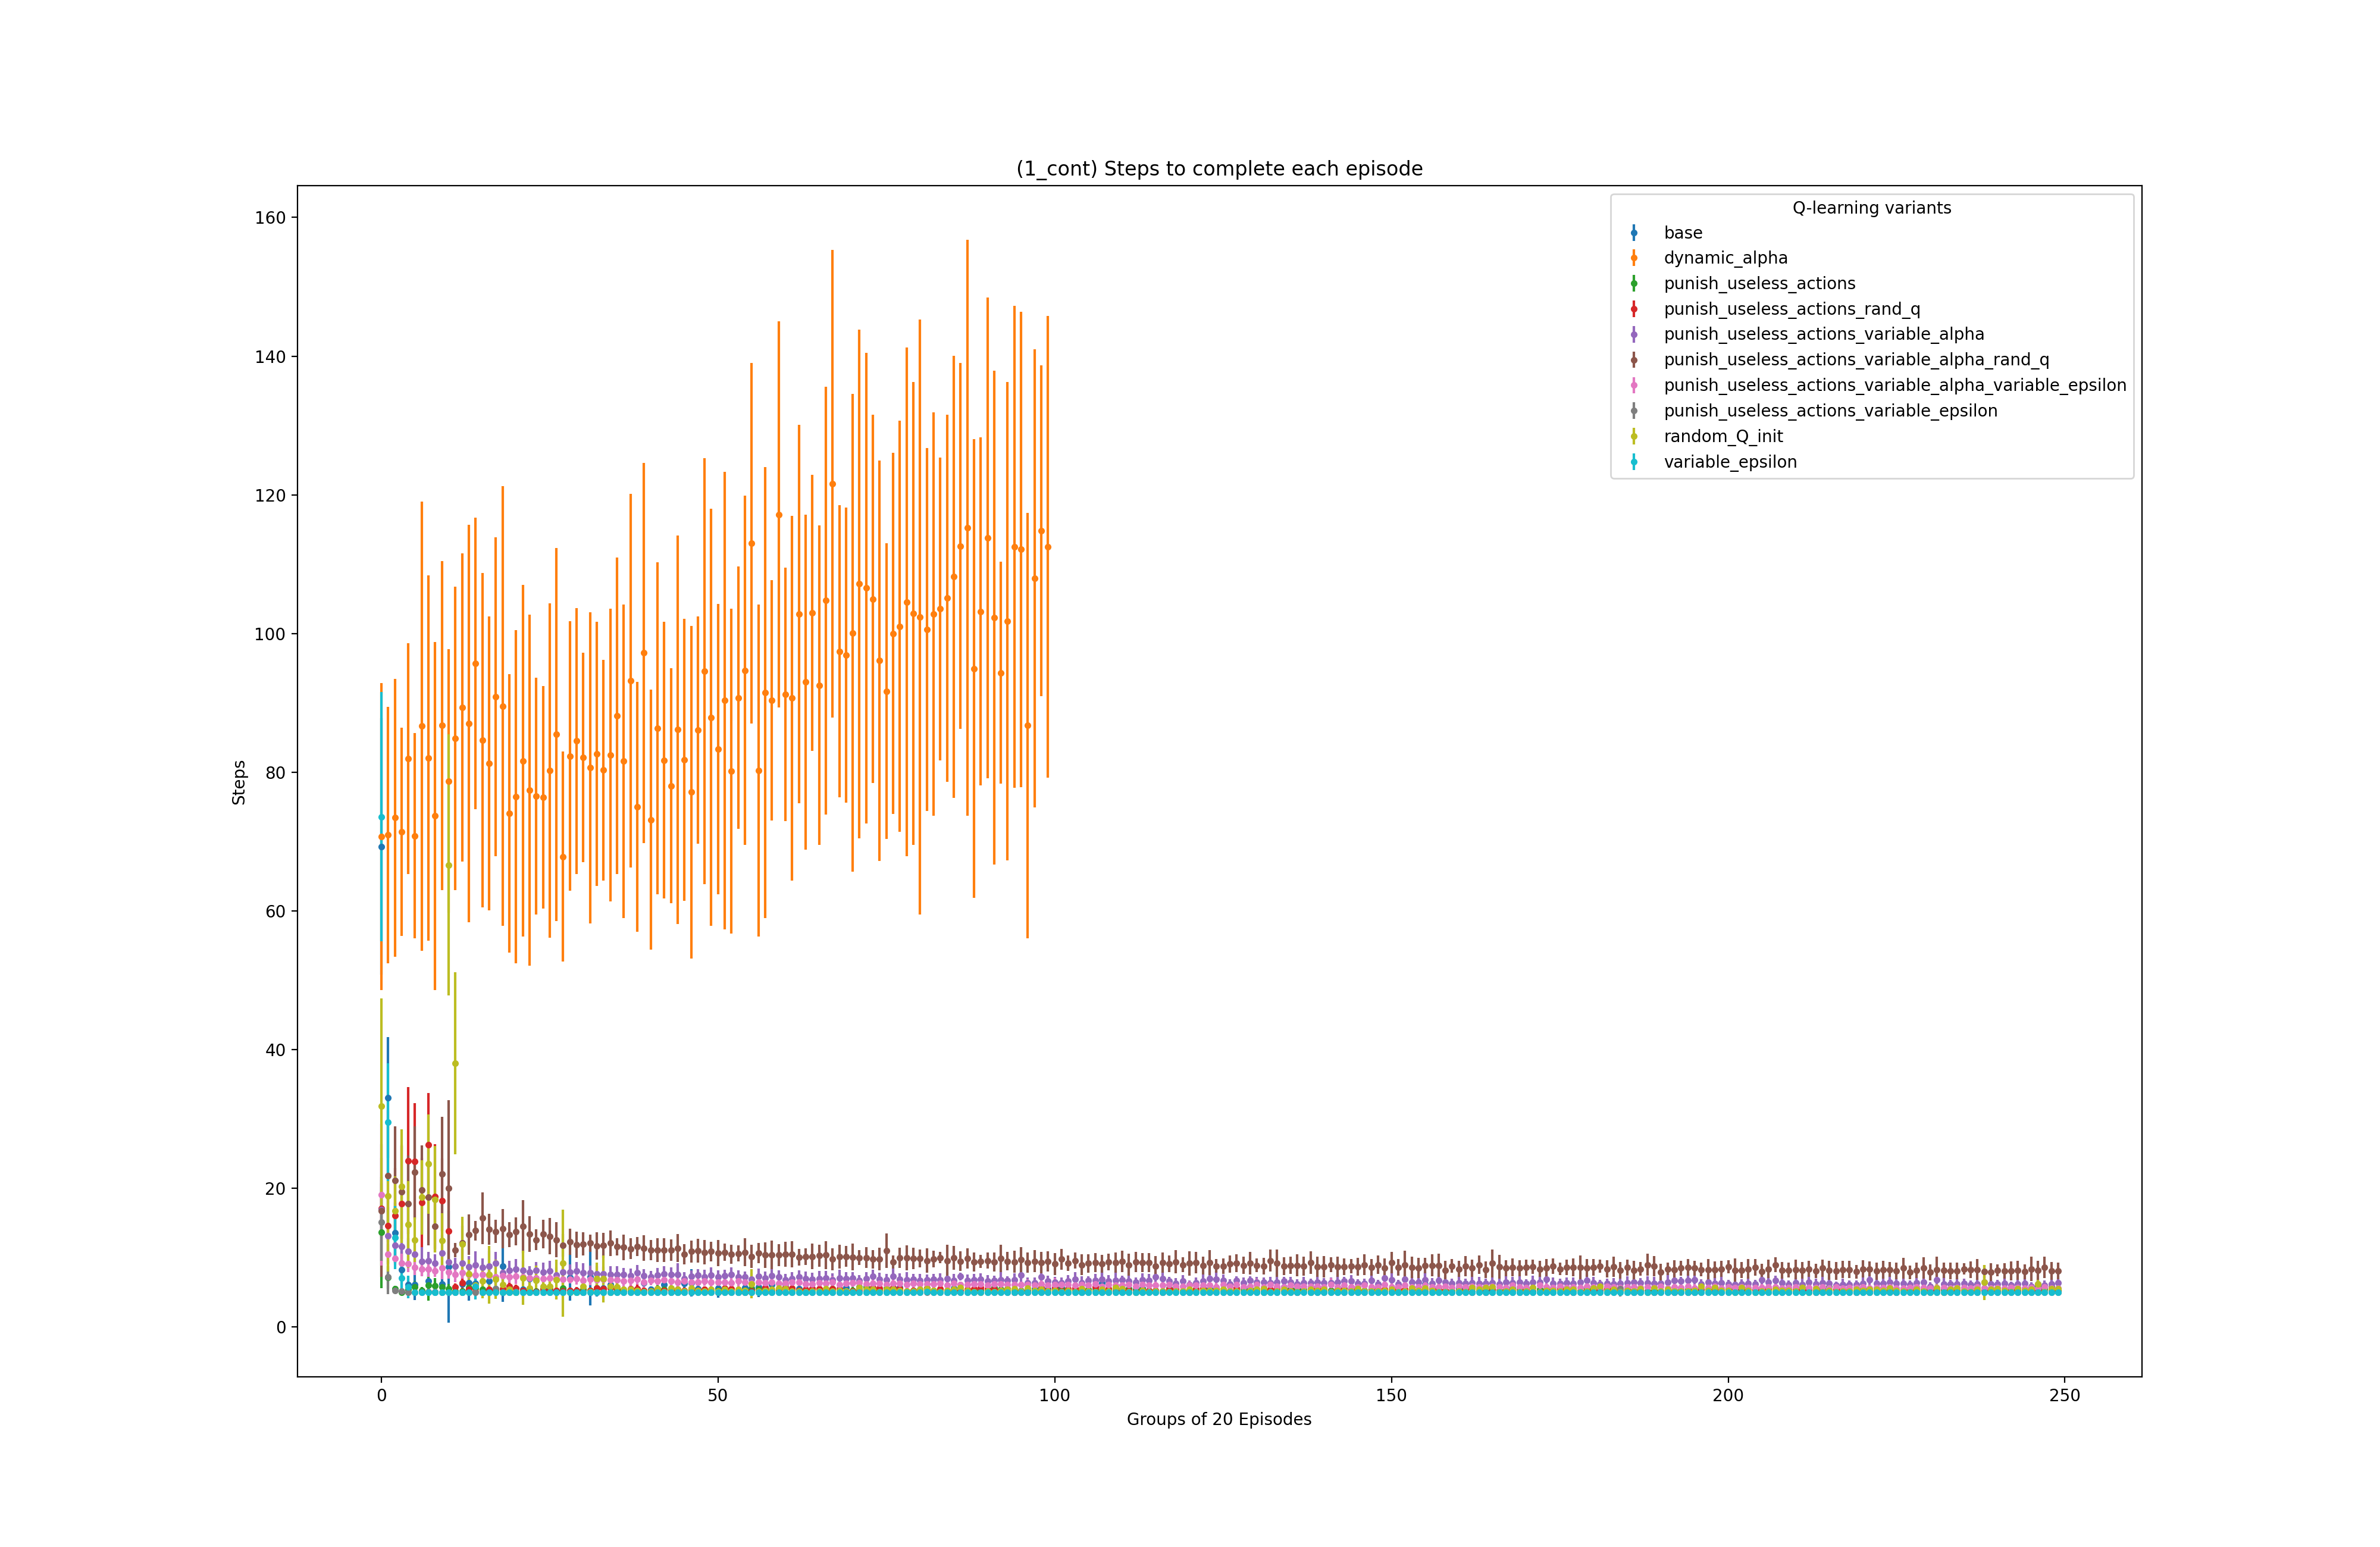 (1_cont) Steps to complete each episode
Steps
160
140
120
100
80
60
40
20
0
0 50 100 150 200 250
Groups of 20 Episodes
Q-learning variants
base
dynamic_alpha
punish_useless_actions
punish_useless_actions_rand_q
punish_useless_actions_variable_alpha
punish_useless_actions_variable_alpha_rand_q
punish_useless_actions_variable_alpha_variable_epsilon
punish_useless_actions_variable_epsilon
random_Q_init
variable_epsilon